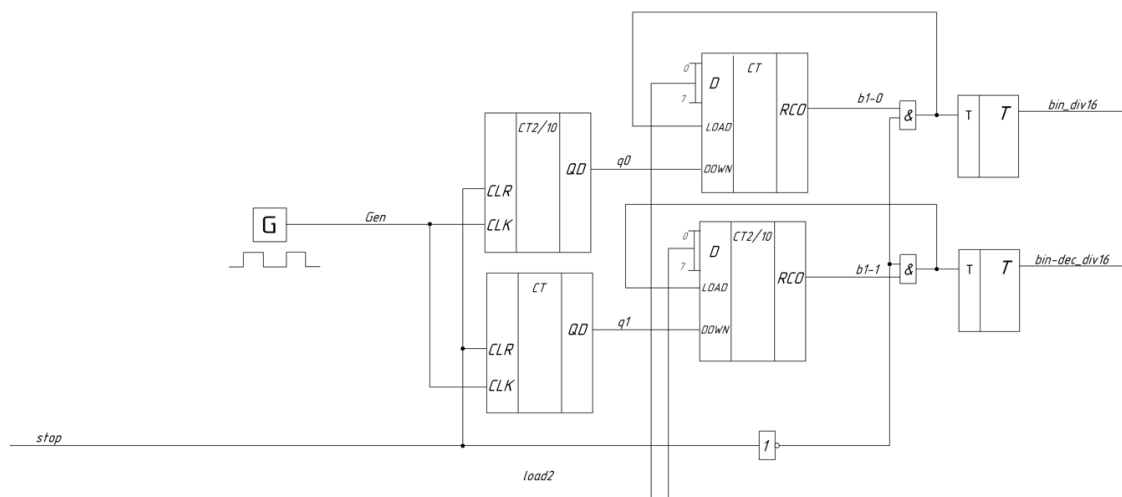 0
D
7
CT
RCO
LOAD
DOWN
b1-0
&
T
T
bin_div16
CT2/10
QD
CLR
CLK
q0
G
Gen
0
D
7
CT2/10
RCO
LOAD
DOWN
b1-1
&
T
T
bin-dec_div16
CT
QD
CLR
CLK
q1
stop
1
load2